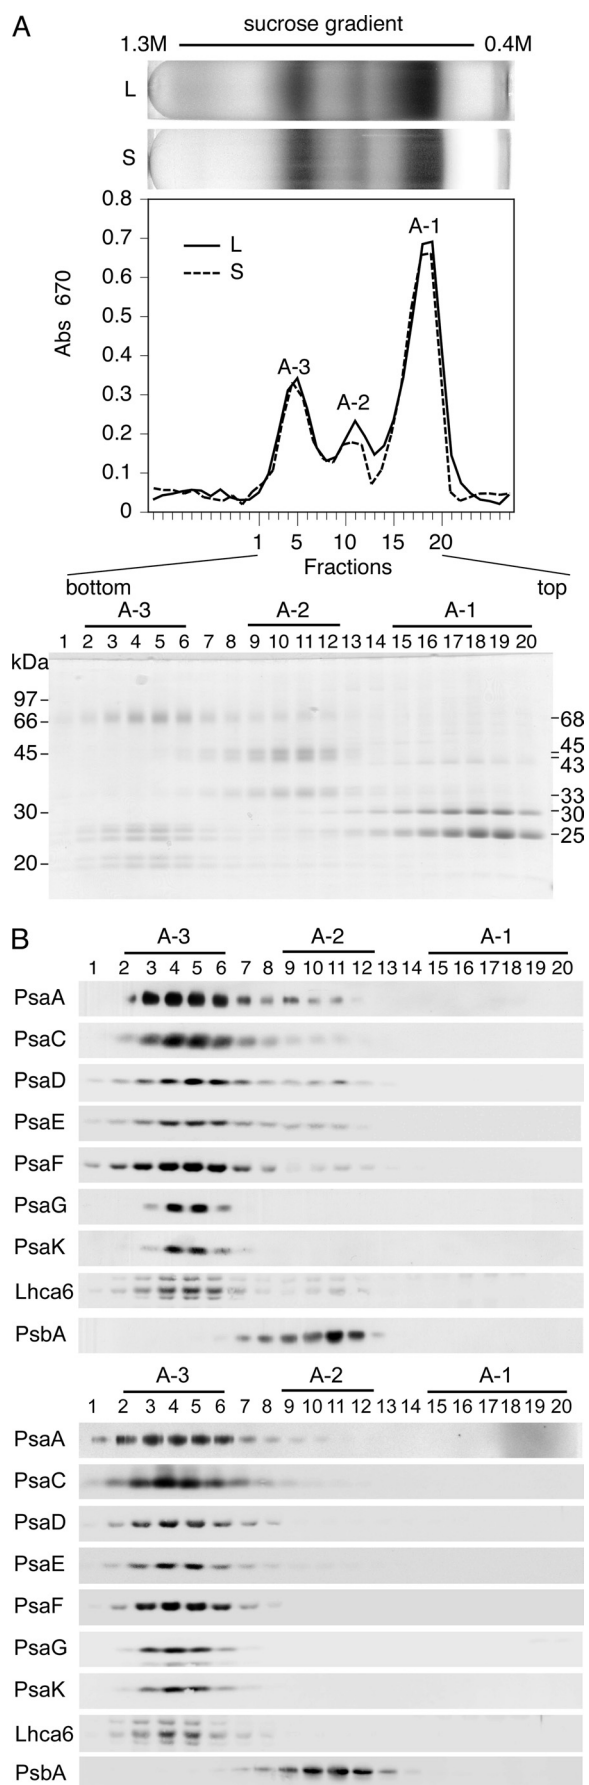 A
sucrose gradient
1.3M 0.4M
L
S
0.8
0.7
0.6
0.5
0.4
0.3
0.2
0.1
0
Abs 670
L
S
A-3
A-2
A-1
1 5 10 15 20
Fractions
bottom top
A-3 A-2 A-1
1 2 3 4 5 6 7 8 9 10 11 12 13 14 15 16 17 18 19 20
kDa
97
66
45
30
20
68
45
43
33
30
25
B
A-3 A-2 A-1
1 2 3 4 5 6 7 8 9 10 11 12 13 14 15 16 17 18 19 20
PsaA
PsaC
PsaD
PsaE
PsaF
PsaG
PsaK
Lhca6
PsbA
A-3 A-2 A-1
1 2 3 4 5 6 7 8 9 10 11 12 13 14 15 16 17 18 19 20
PsaA
PsaC
PsaD
PsaE
PsaF
PsaG
PsaK
Lhca6
PsbA